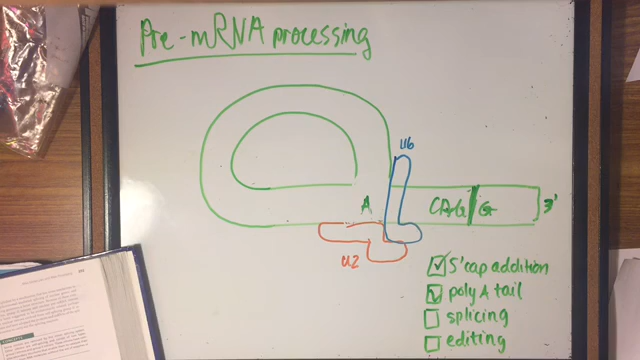 Pre-mRNA processing
U6
A
CAG G
3'
U2
5'cap addition
poly A tail
splicing
editing